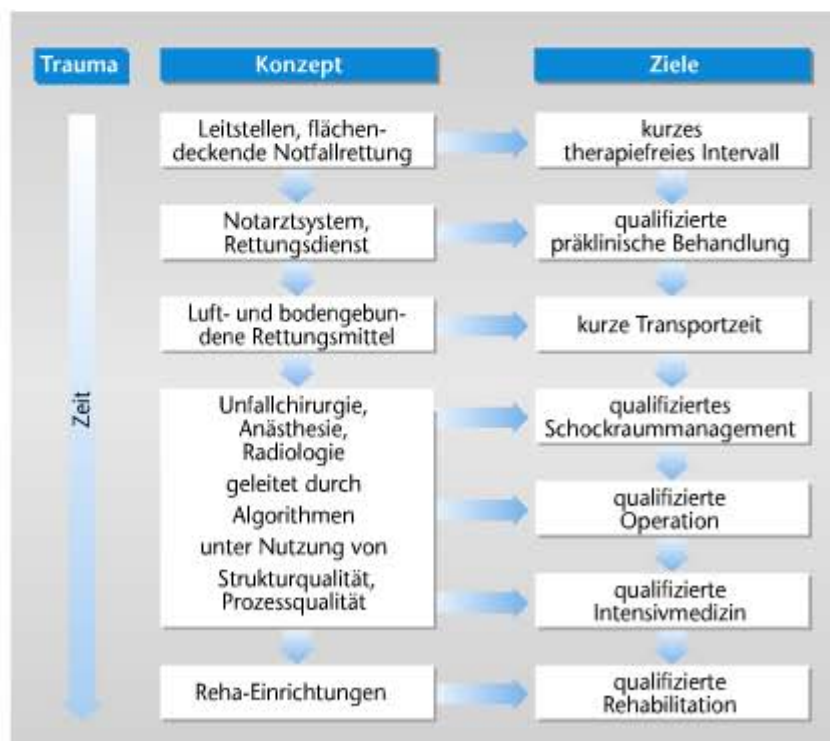 Trauma
Konzept
Ziele
Zeit
Leitstellen, flächen-
deckende Notfallrettung
kurzes
therapiefreies Intervall
Notarztsystem,
Rettungsdienst
qualifizierte
präklinische Behandlung
Luft- und bodengebun-
dene Rettungsmittel
kurze Transportzeit
Unfallchirurgie,
Anästhesie,
Radiologie
geleitet durch
Algorithmen
unter Nutzung von
Strukturqualität,
Prozessqualität
qualifiziertes
Schockraummanagement
qualifizierte
Operation
qualifizierte
Intensivmedizin
Reha-Einrichtungen
qualifizierte
Rehabilitation